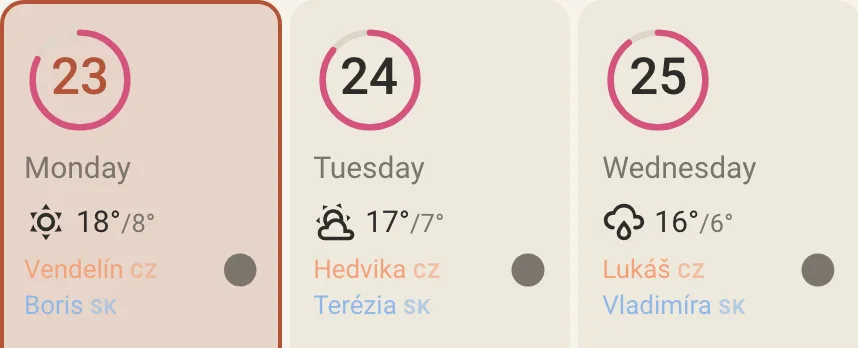 23
Monday
18°/8°
Vendelín CZ
Boris SK
24
Tuesday
17°/7°
Hedvika CZ
Terézia SK
25
Wednesday
16°/6°
Lukáš CZ
Vladimíra SK